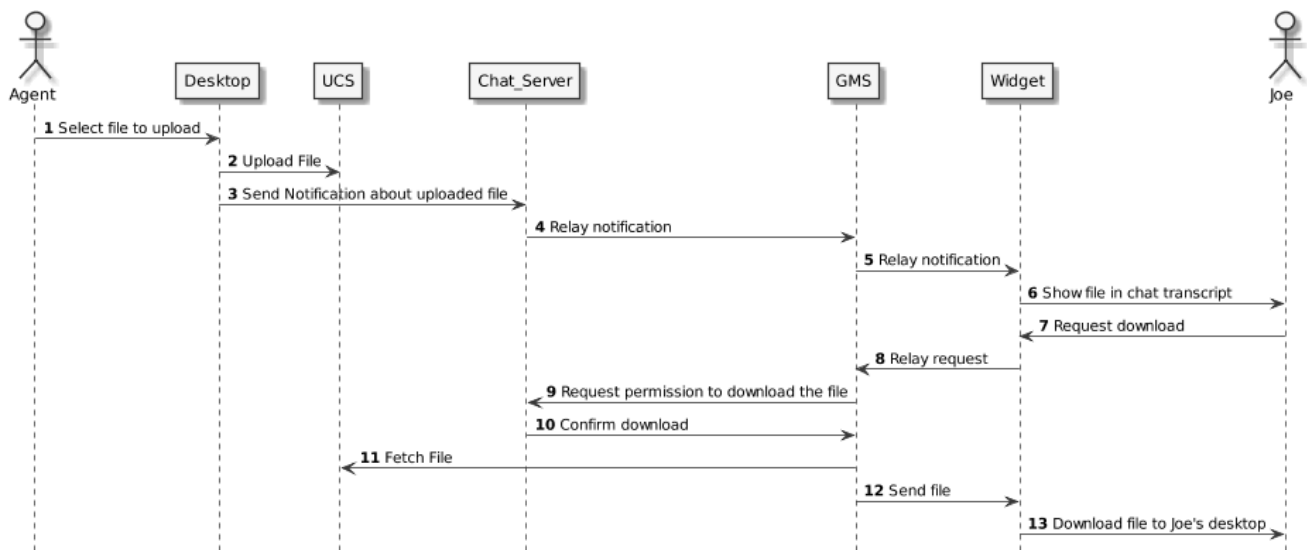 Agent
Desktop
UCS
Chat_Server
GMS
Widget
Joe
1 Select file to upload
2 Upload File
3 Send Notification about uploaded file
4 Relay notification
5 Relay notification
6 Show file in chat transcript
7 Request download
8 Relay request
9 Request permission to download the file
10 Confirm download
11 Fetch File
12 Send file
13 Download file to Joe's desktop